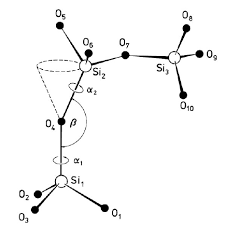 O₅
O₆
O₇
O₈
Si₂
Si₃
O₉
α₂
O₁₀
O₄
β
α₁
Si₁
O₂
O₃
O₁